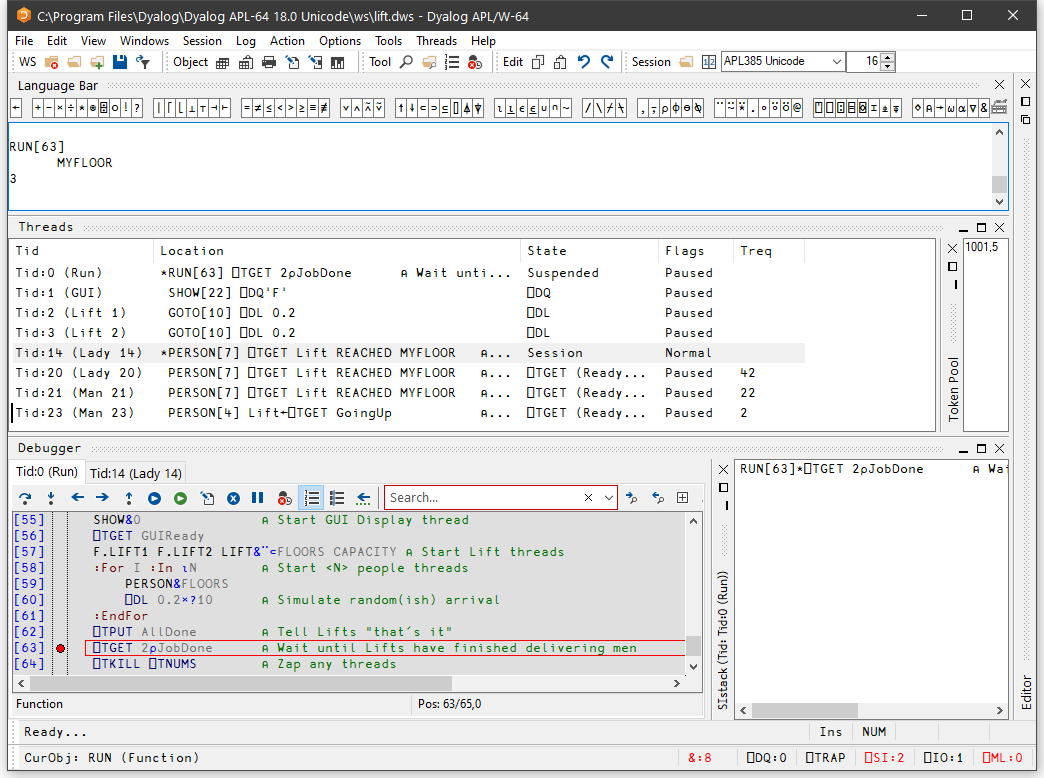 C:\Program Files\Dyalog\Dyalog APL-64 18.0 Unicode\ws\lift.dws - Dyalog APL/W-64
File Edit View Windows Session Log Action Options Tools Threads Help
WS Object Tool Edit Session APL385 Unicode 16
Language Bar
RUN[63]
MYFLOOR
3
Threads
Tid Location State Flags Treq
Tid:0 (Run) *RUN[63] ⎕TGET 2⍴JobDone ⍝ Wait unti... Suspended Paused
Tid:1 (GUI) SHOW[22] ⎕DQ'F' ⎕DQ Paused
Tid:2 (Lift 1) GOTO[10] ⎕DL 0.2 ⎕DL Paused
Tid:3 (Lift 2) GOTO[10] ⎕DL 0.2 ⎕DL Paused
Tid:14 (Lady 14) *PERSON[7] ⎕TGET Lift REACHED MYFLOOR ⍝... Session Normal
Tid:20 (Lady 20) PERSON[7] ⎕TGET Lift REACHED MYFLOOR ⍝... ⎕TGET (Ready... Paused 42
Tid:21 (Man 21) PERSON[7] ⎕TGET Lift REACHED MYFLOOR ⍝... ⎕TGET (Ready... Paused 22
Tid:23 (Man 23) PERSON[4] Lift←⎕TGET GoingUp ⍝... ⎕TGET (Ready... Paused 2
1001,5
Token Pool
Debugger
Tid:0 (Run) Tid:14 (Lady 14)
Search...
[55] SHOW&0 ⍝ Start GUI Display thread
[56] ⎕TGET GUIReady
[57] F.LIFT1 F.LIFT2 LIFT&¨⊂FLOORS CAPACITY ⍝ Start Lift threads
[58] :For I :In ⍳N ⍝ Start <N> people threads
[59] PERSON&FLOORS
[60] ⎕DL 0.2×?10 ⍝ Simulate random(ish) arrival
[61] :EndFor
[62] ⎕TPUT AllDone ⍝ Tell Lifts "that´s it"
[63] ⎕TGET 2⍴JobDone ⍝ Wait until Lifts have finished delivering men
[64] ⎕TKILL ⎕TNUMS ⍝ Zap any threads
Function Pos: 63/65,0
SIstack (Tid: Tid:0 (Run))
RUN[63]*⎕TGET 2⍴JobDone ⍝ Wai
Editor
Ready... Ins NUM
CurObj: RUN (Function) &:8 ⎕DQ:0 ⎕TRAP ⎕SI:2 ⎕IO:1 ⎕ML:0